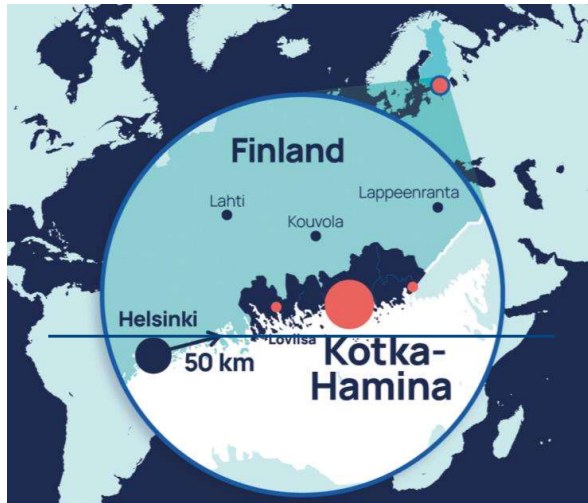 Finland
Lahti
Lappeenranta
Kouvola
Helsinki
50 km
Loviisa
Kotka-
Hamina